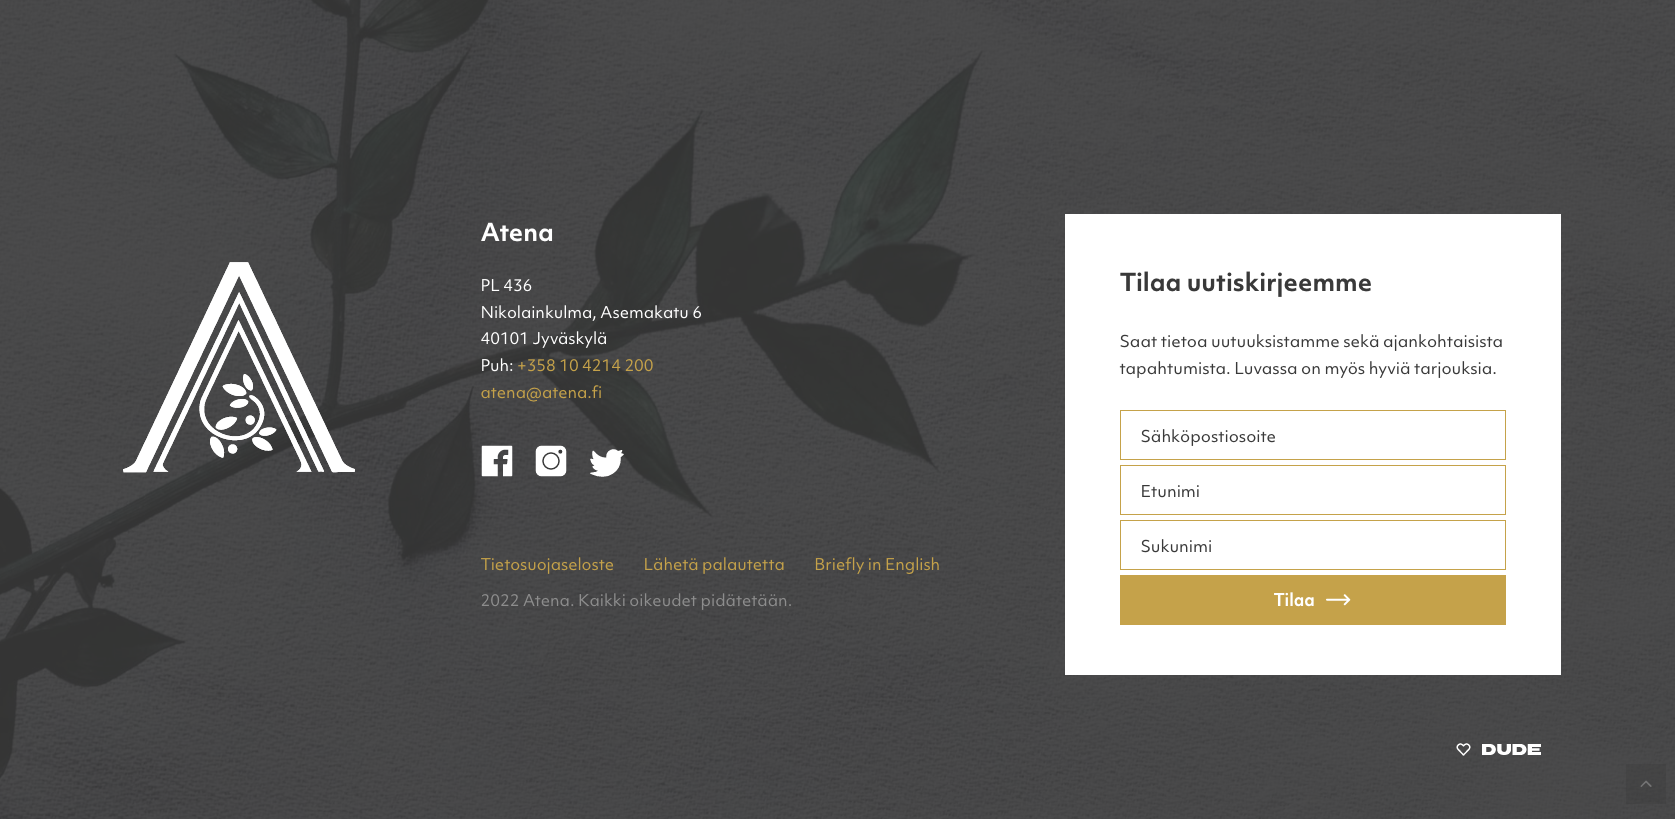 Atena
PL 436
Nikolainkulma, Asemakatu 6
40101 Jyväskylä
Puh: +358 10 4214 200
atena@atena.fi
Tietosuojaseloste Lähetä palautetta Briefly in English
2022 Atena. Kaikki oikeudet pidätetään.
Tilaa uutiskirjeemme
Saat tietoa uutuuksistamme sekä ajankohtaisista
tapahtumista. Luvassa on myös hyviä tarjouksia.
Sähköpostiosoite
Etunimi
Sukunimi
Tilaa
DUDE